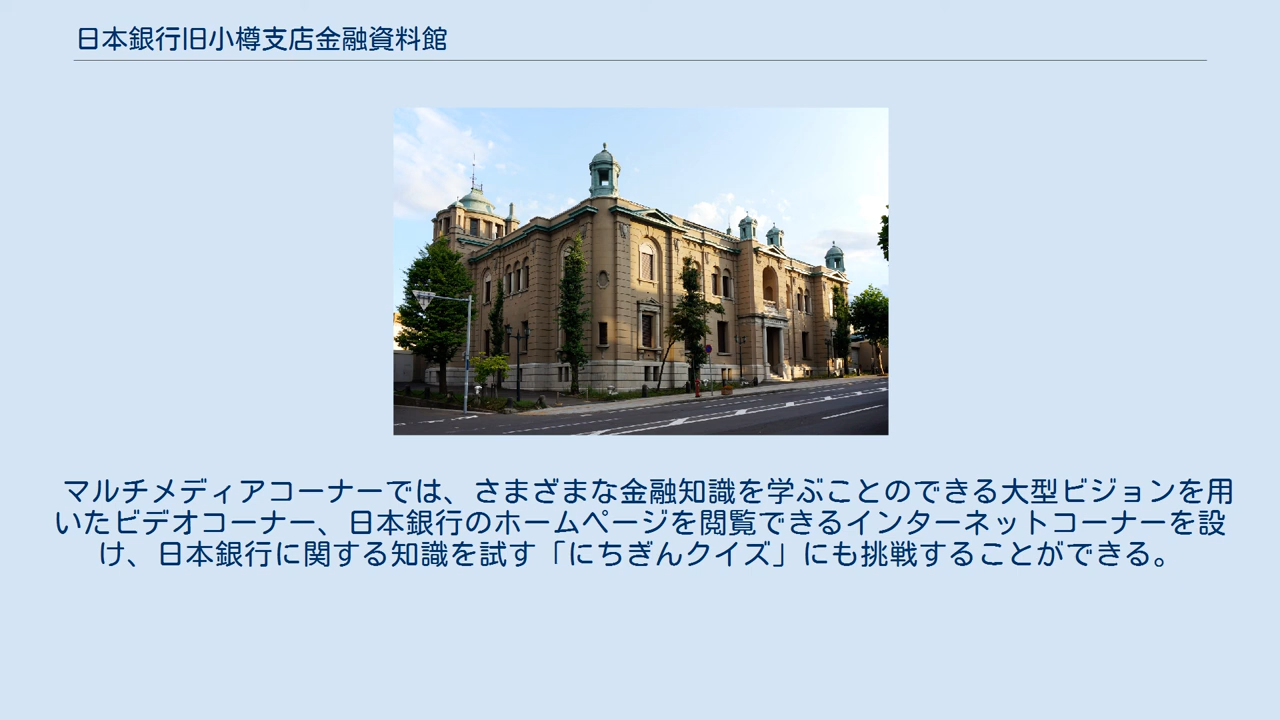 日本銀行旧小樽支店金融資料館
マルチメディアコーナーでは、さまざまな金融知識を学ぶことのできる大型ビジョンを用
いたビデオコーナー、日本銀行のホームページを閲覧できるインターネットコーナーを設
け、日本銀行に関する知識を試す「にちぎんクイズ」にも挑戦することができる。